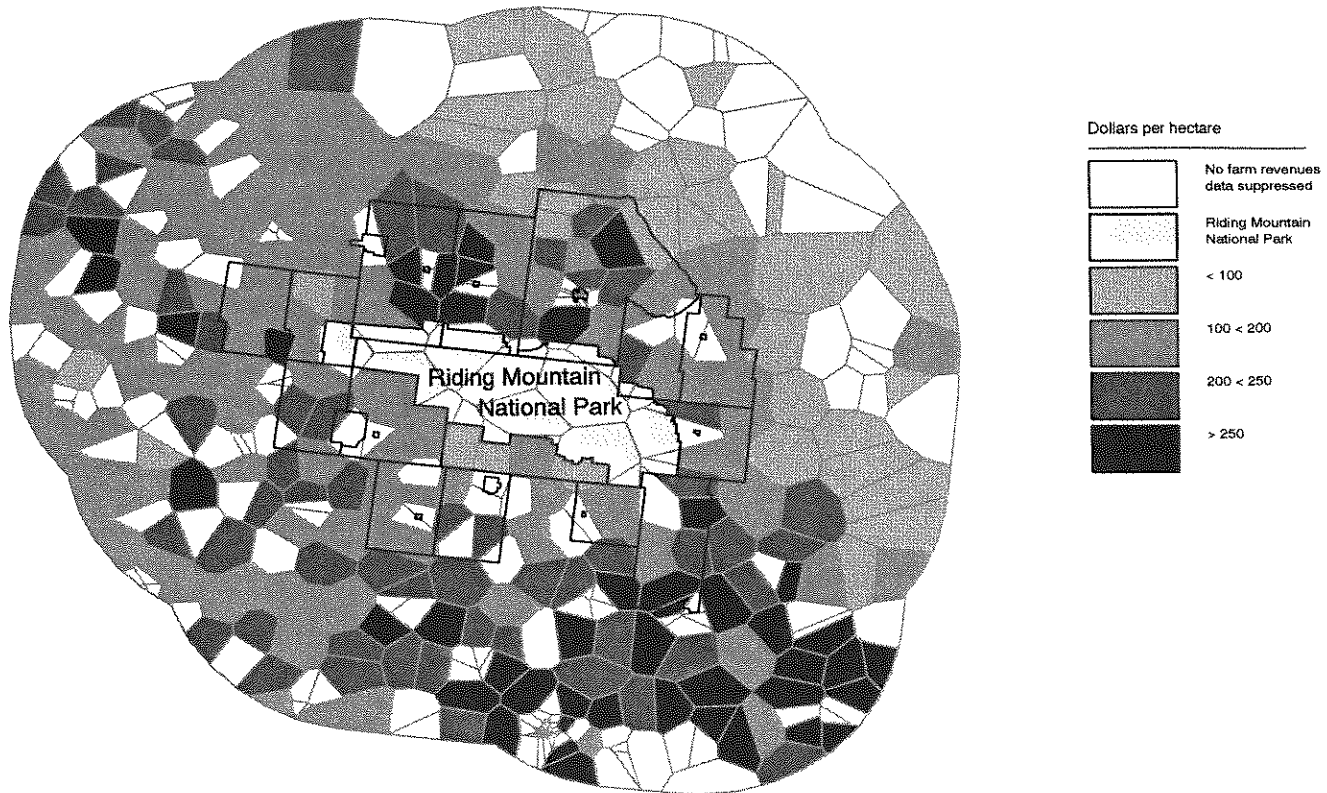 Dollars per hectare
No farm revenues
data suppressed
Riding Mountain
National Park
< 100
100 < 200
200 < 250
> 250
Riding Mountain
National Park